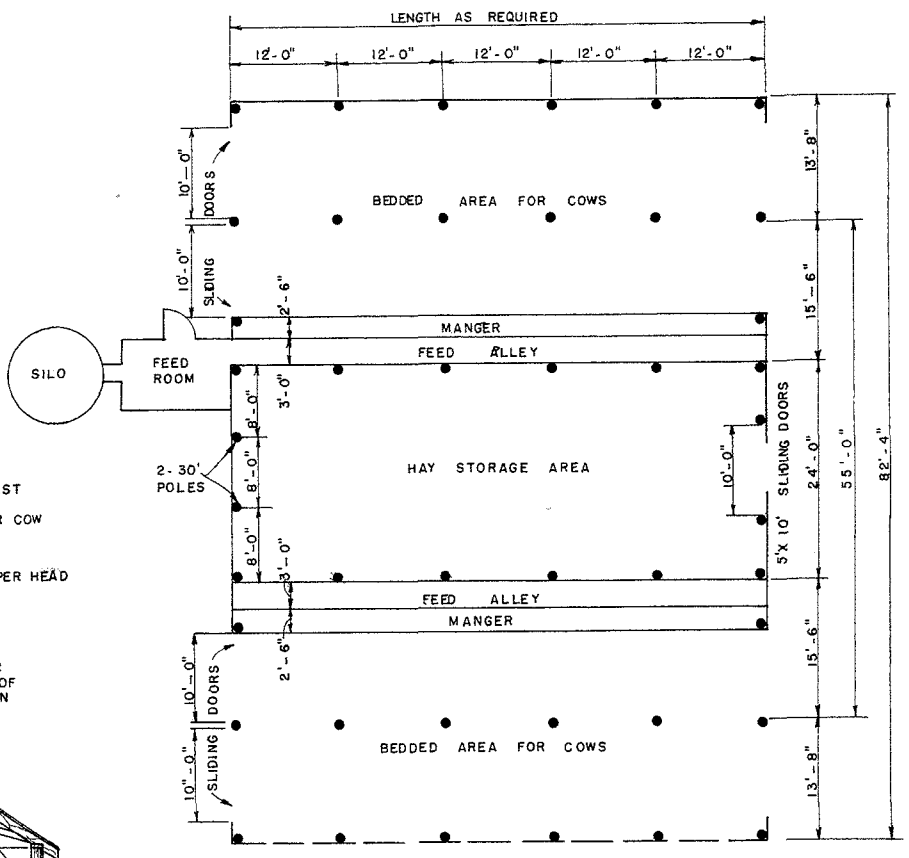 LENGTH AS REQUIRED
12'-0" 12'-0" 12'-0" 12'-0" 12'-0"
13'-8"
10'-0"
DOORS
BEDDED AREA FOR COWS
10'-0"
SLIDING
2'-6"
15'-6"
MANGER
FEED ALLEY
SILO
FEED
ROOM
3'-0"
8'-0"
8'-0"
8'-0"
2-30'
POLES
HAY STORAGE AREA
10'-0"
5'X 10' SLIDING DOORS
24'-0"
55'-0"
82'-4"
ST
COW
PER HEAD
3'-0"
FEED ALLEY
MANGER
2'-6"
15'-6"
OF
N
10'-0"
DOORS
BEDDED AREA FOR COWS
10"-0"
SLIDING
13'-8"